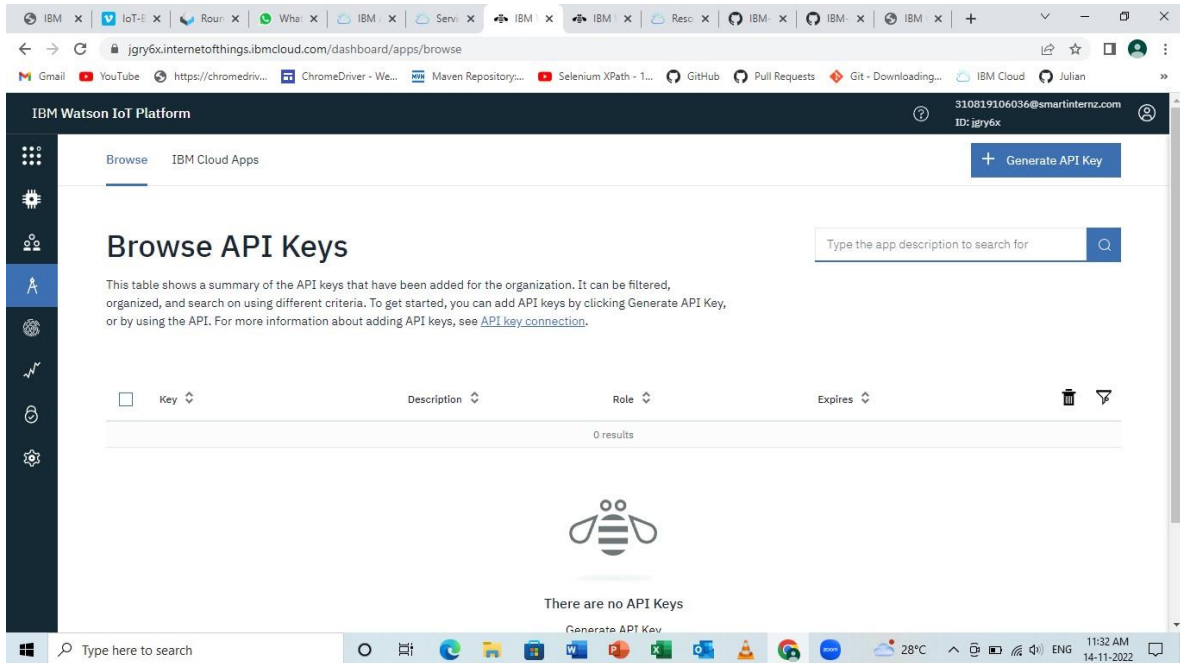 IBM
IoT-E
Roun
What
IBM
Servi
IBM
IBM
Reso
IBM-
IBM-
IBM
jgry6x.internetofthings.ibmcloud.com/dashboard/apps/browse
Gmail YouTube https://chromedriv... ChromeDriver - We... Maven Repository:... Selenium XPath - 1... GitHub Pull Requests Git - Downloading... IBM Cloud Julian »
IBM Watson IoT Platform
310819106036@smartinternz.com
ID: jgry6x
Browse IBM Cloud Apps
+ Generate API Key
Browse API Keys
Type the app description to search for
This table shows a summary of the API keys that have been added for the organization. It can be filtered,
organized, and search on using different criteria. To get started, you can add API keys by clicking Generate API Key,
or by using the API. For more information about adding API keys, see API key connection.
Key Description Role Expires
0 results
There are no API Keys
Generate API Key
Type here to search
28°C ENG 11:32 AM
14-11-2022